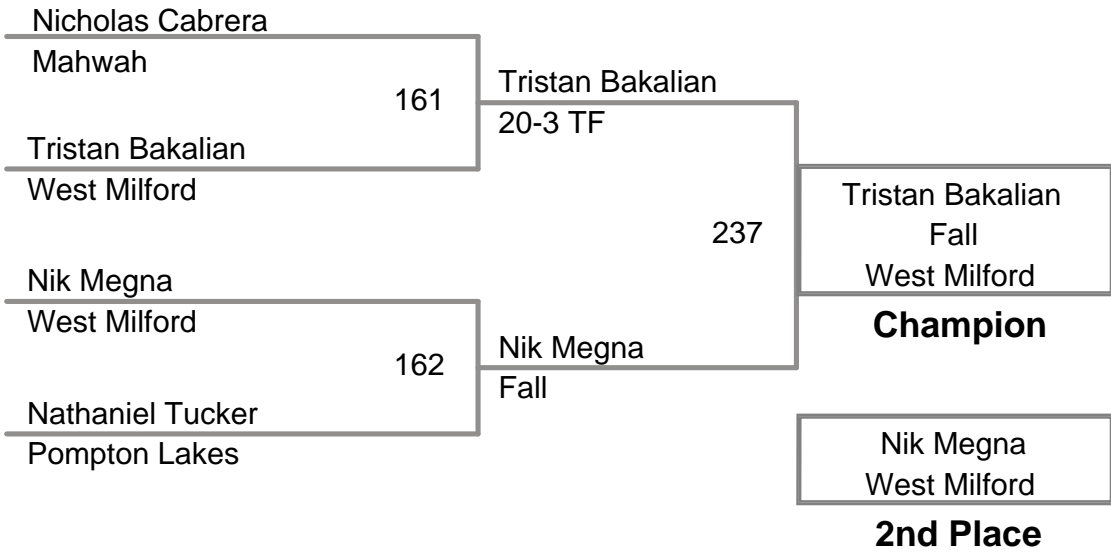 Nicholas Cabrera
Mahwah
161
Tristan Bakalian
West Milford
Tristan Bakalian
20-3 TF
Nik Megna
West Milford
162
Nathaniel Tucker
Pompton Lakes
Nik Megna
Fall
237
Tristan Bakalian
Fall
West Milford
Champion
Nik Megna
West Milford
2nd Place